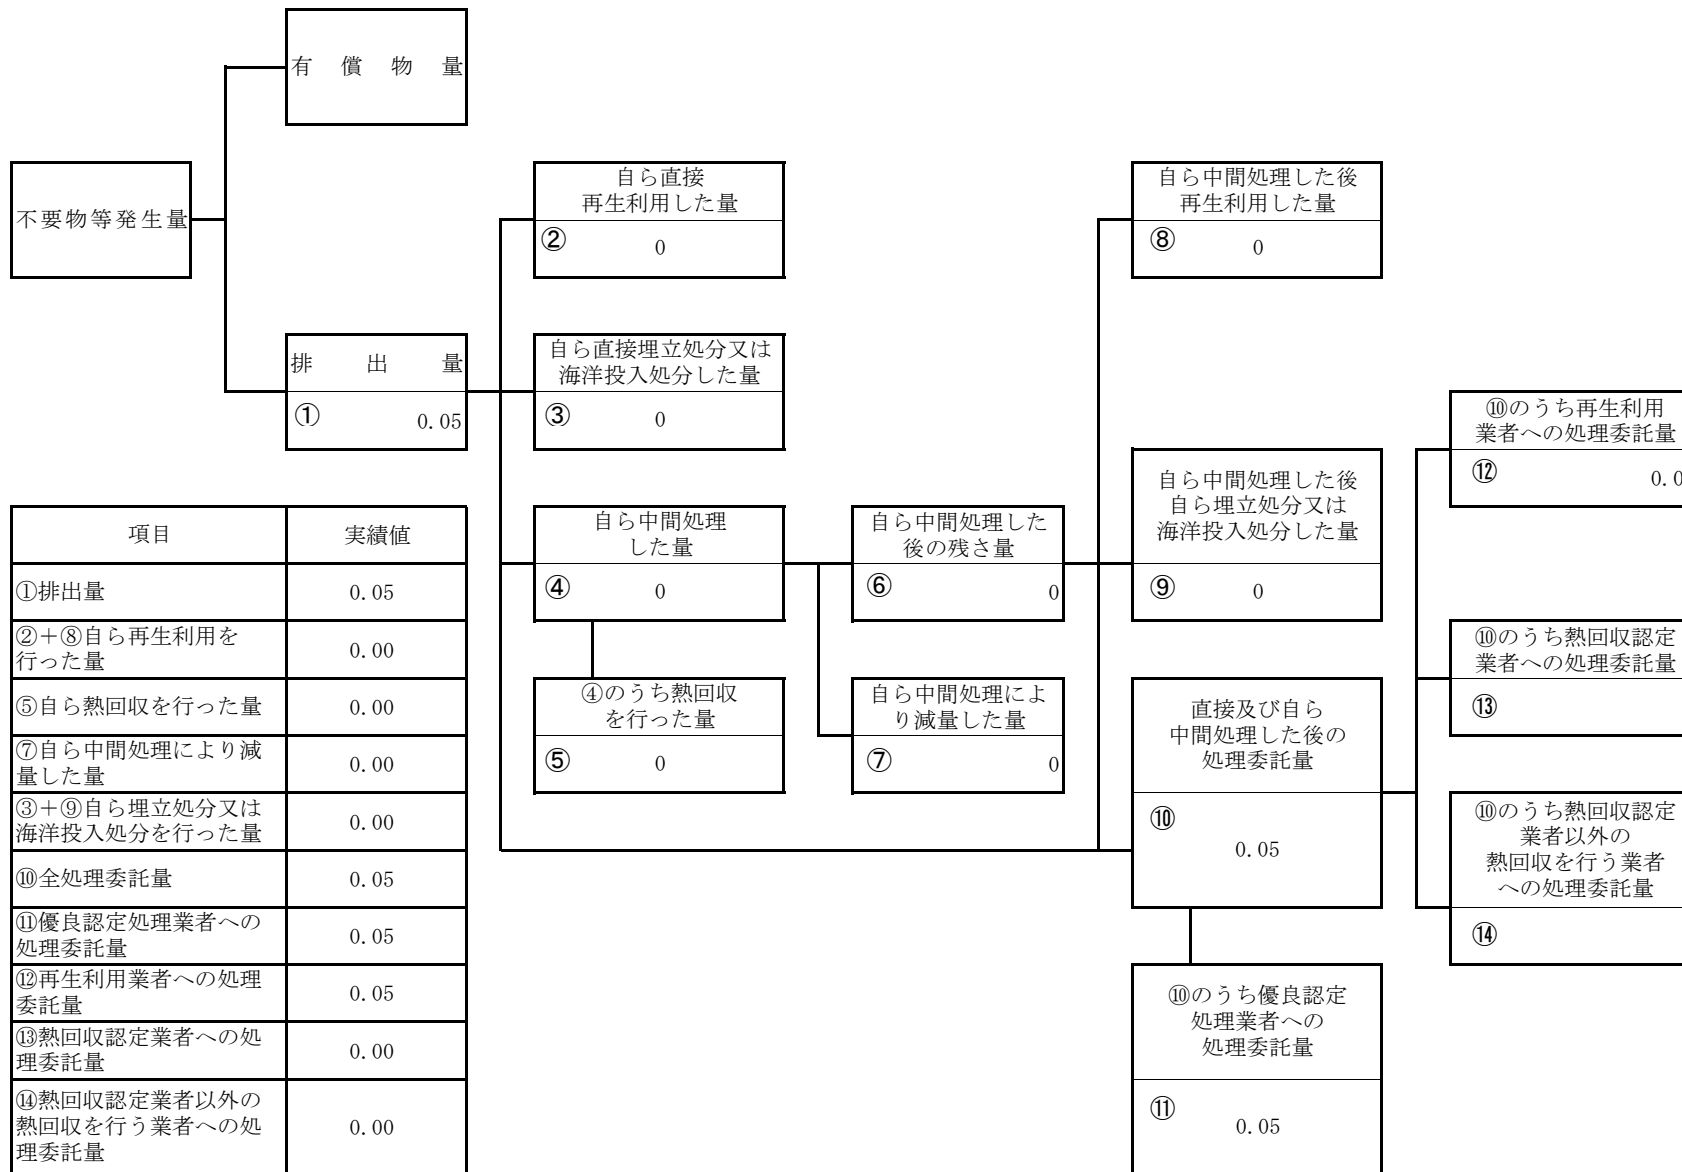 有償物量
不要物等発生量
排出量
① 0.05
自ら直接
再生利用した量
② 0
自ら直接埋立処分又は
海洋投入処分した量
③ 0
自ら中間処理
した量
④ 0
④のうち熱回収
を行った量
⑤ 0
自ら中間処理した
後の残さ量
⑥ 0
自ら中間処理によ
り減量した量
⑦ 0
自ら中間処理した後
再生利用した量
⑧ 0
自ら中間処理した後
自ら埋立処分又は
海洋投入処分した量
⑨ 0
直接及び自ら
中間処理した後の
処理委託量
⑩
0.05
⑩のうち優良認定
処理業者への
処理委託量
⑪
0.05
⑩のうち再生利用
業者への処理委託量
⑫ 0.0
⑩のうち熱回収認定
業者への処理委託量
⑬
⑩のうち熱回収認定
業者以外の
熱回収を行う業者
への処理委託量
⑭
項目 実績値
①排出量 0.05
②+⑧自ら再生利用を
行った量 0.00
⑤自ら熱回収を行った量 0.00
⑦自ら中間処理により減
量した量 0.00
③+⑨自ら埋立処分又は
海洋投入処分を行った量 0.00
⑩全処理委託量 0.05
⑪優良認定処理業者への
処理委託量 0.05
⑫再生利用業者への処理
委託量 0.05
⑬熱回収認定業者への処
理委託量 0.00
⑭熱回収認定業者以外の
熱回収を行う業者への処
理委託量 0.00